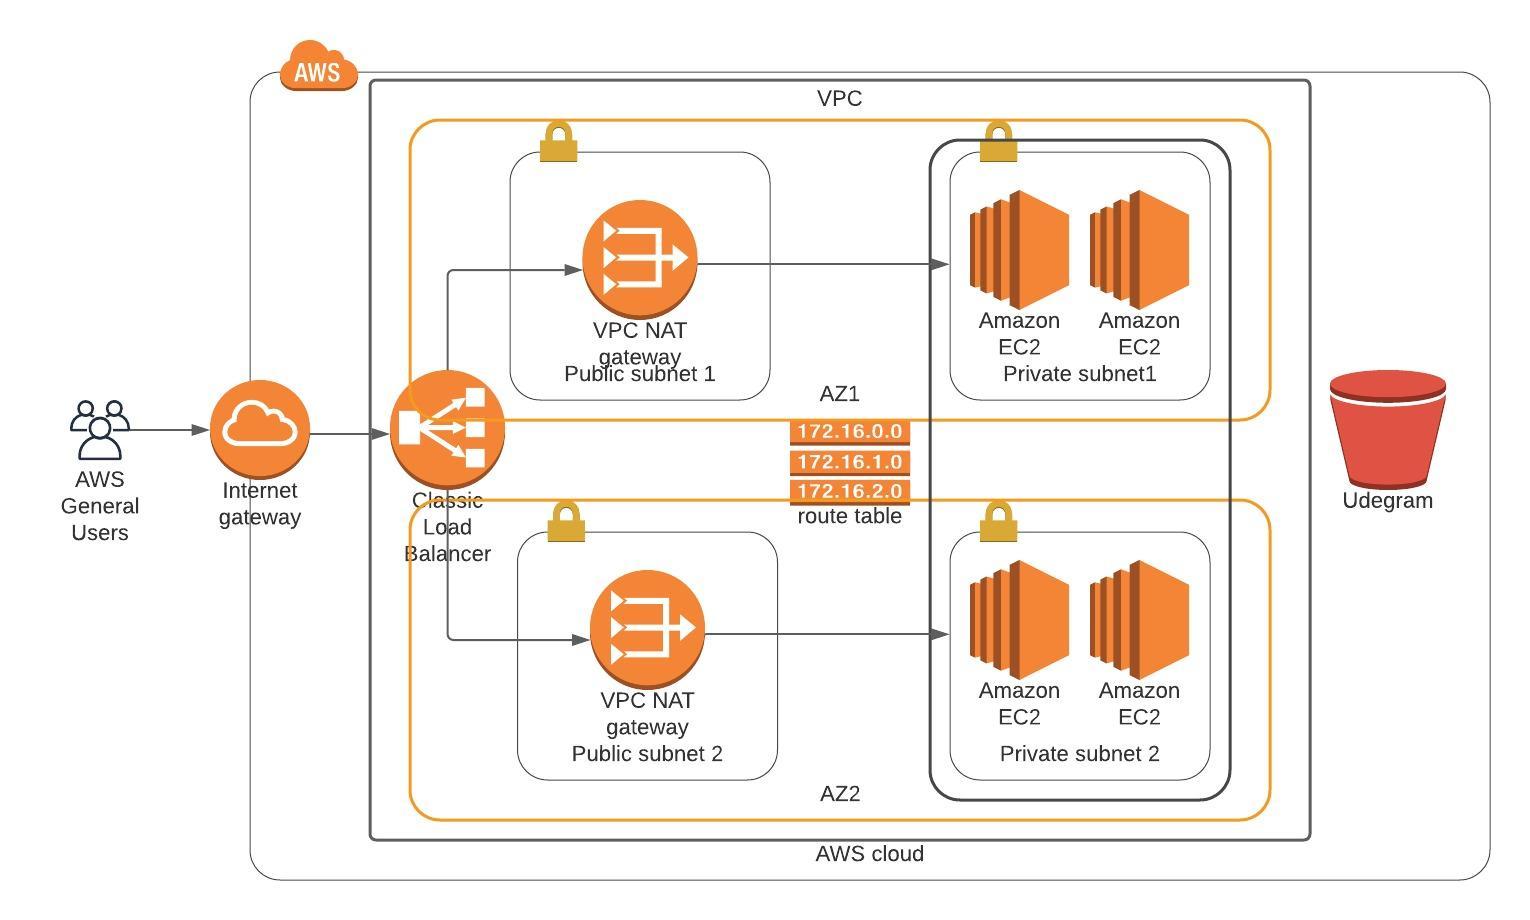 AWS
VPC
VPC NAT
gateway
Public subnet 1
Amazon
EC2
Amazon
EC2
Private subnet1
AZ1
172.16.0.0
172.16.1.0
172.16.2.0
route table
AWS
General
Users
Internet
gateway
Classic
Load
Balancer
Udegram
VPC NAT
gateway
Public subnet 2
Amazon
EC2
Amazon
EC2
Private subnet 2
AZ2
AWS cloud